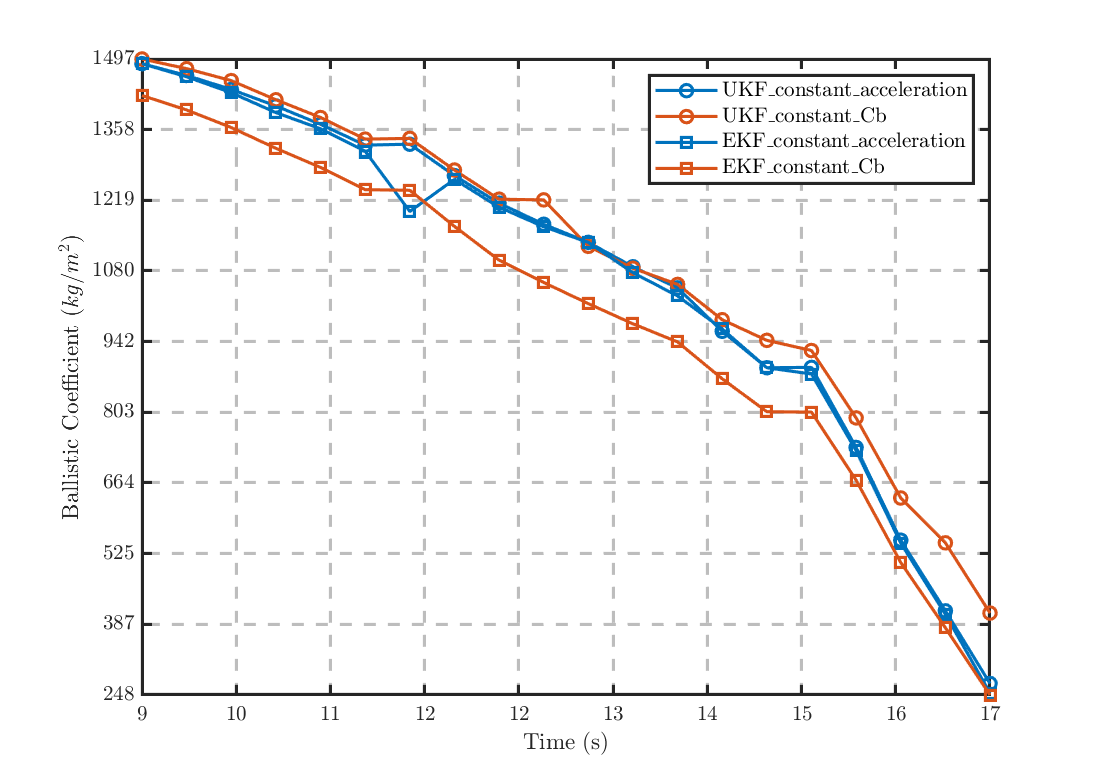 1497
1358
1219
1080
942
803
664
525
387
248
Ballistic Coefficient (kg/m²)
UKF_constant_acceleration
UKF_constant_Cb
EKF_constant_acceleration
EKF_constant_Cb
9 10 11 12 12 13 14 15 16 17
Time (s)